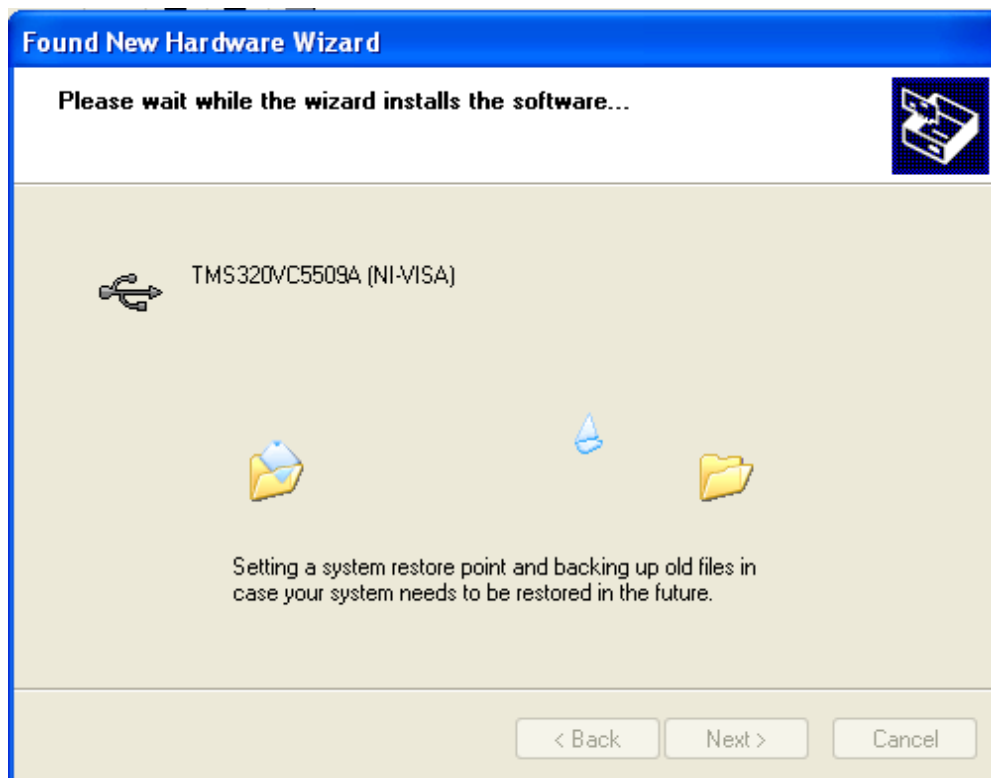 Found New Hardware Wizard
Please wait while the wizard installs the software...
TMS320VC5509A (NI-VISA)
Setting a system restore point and backing up old files in
case your system needs to be restored in the future.
< Back
Next >
Cancel